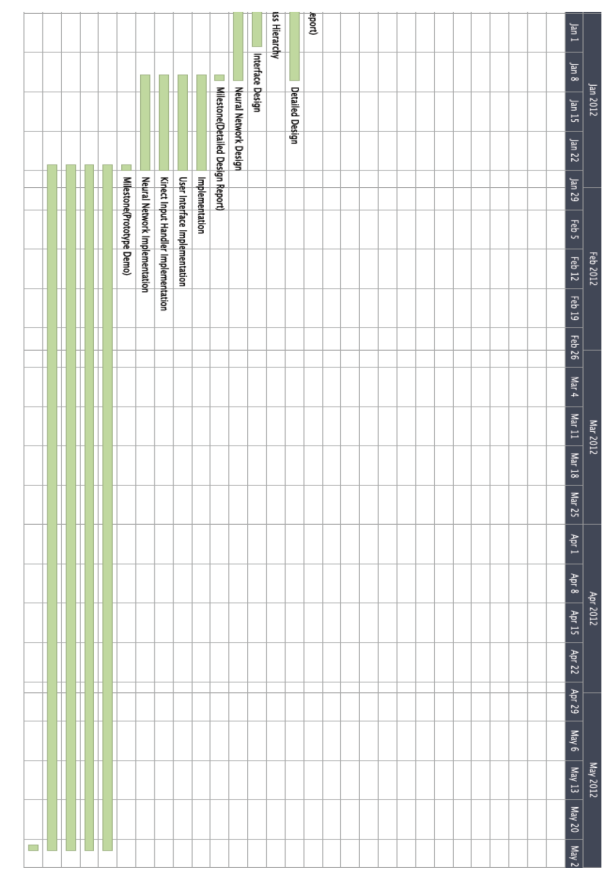 Jan 2012 Feb 2012 Mar 2012 Apr 2012 May 2012
Jan 1 Jan 8 Jan 15 Jan 22 Jan 29 Feb 5 Feb 12 Feb 19 Feb 26 Mar 4 Mar 11 Mar 18 Mar 25 Apr 1 Apr 8 Apr 15 Apr 22 Apr 29 May 6 May 13 May 20 May 2
eport)
Detailed Design
ss Hierarchy
Interface Design
Neural Network Design
Milestone(Detailed Design Report)
Implementation
User Interface Implementation
Kinect Input Handler Implementation
Neural Network Implementation
Milestone(Prototype Demo)